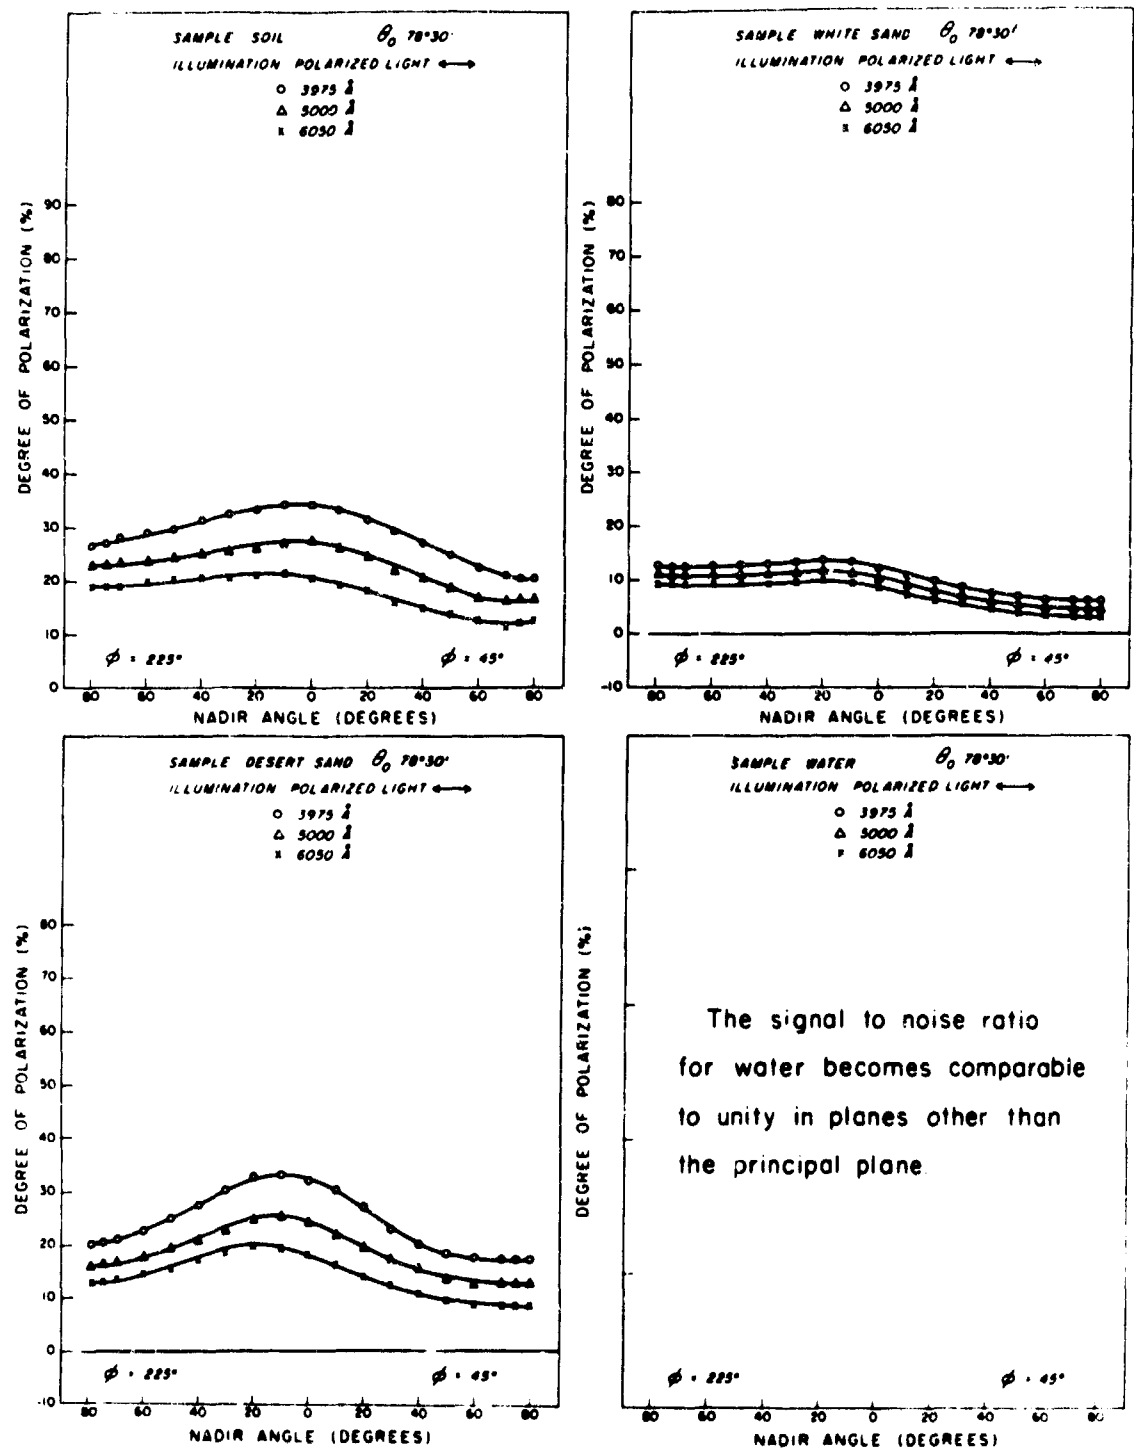 SAMPLE SOIL θ₀ 78°30'
ILLUMINATION POLARIZED LIGHT ↔
○ 3975 Å
△ 5000 Å
x 6050 Å
DEGREE OF POLARIZATION (%)
90
80
70
60
50
40
30
20
10
0
ϕ = 225° ϕ = 45°
80 60 40 20 0 20 40 60 80
NADIR ANGLE (DEGREES)
SAMPLE WHITE SAND θ₀ 78°30'
ILLUMINATION POLARIZED LIGHT ↔
○ 3975 Å
△ 5000 Å
x 6050 Å
DEGREE OF POLARIZATION (%)
80
70
60
50
40
30
20
10
0
-10
ϕ = 225° ϕ = 45°
80 60 40 20 0 20 40 60 80
NADIR ANGLE (DEGREES)
SAMPLE DESERT SAND θ₀ 78°30'
ILLUMINATION POLARIZED LIGHT ↔
○ 3975 Å
△ 5000 Å
x 6050 Å
DEGREE OF POLARIZATION (%)
80
70
60
50
40
30
20
10
0
-10
ϕ = 225° ϕ = 45°
80 60 40 20 0 20 40 60 80
NADIR ANGLE (DEGREES)
SAMPLE WATER θ₀ 78°30'
ILLUMINATION POLARIZED LIGHT ↔
○ 3975 Å
△ 5000 Å
x 6050 Å
DEGREE OF POLARIZATION (%)
The signal to noise ratio
for water becomes comparable
to unity in planes other than
the principal plane.
ϕ = 225° ϕ = 45°
80 60 40 20 0 20 40 60 80
NADIR ANGLE (DEGREES)